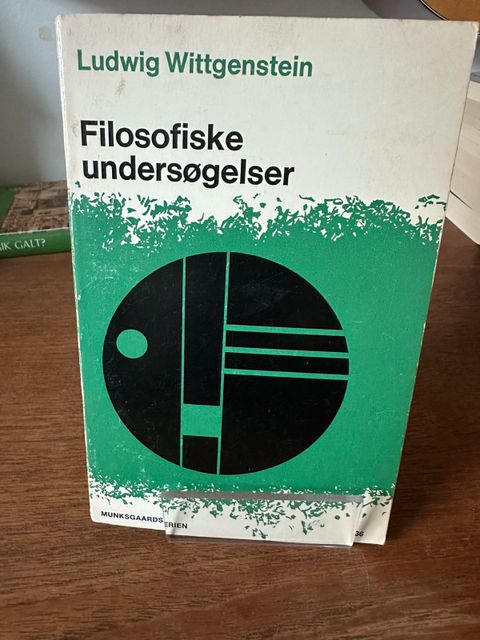 Ludwig Wittgenstein
Filosofiske
undersøgelser
IK GALT?
MUNKSGAARDS
ERIEN
36